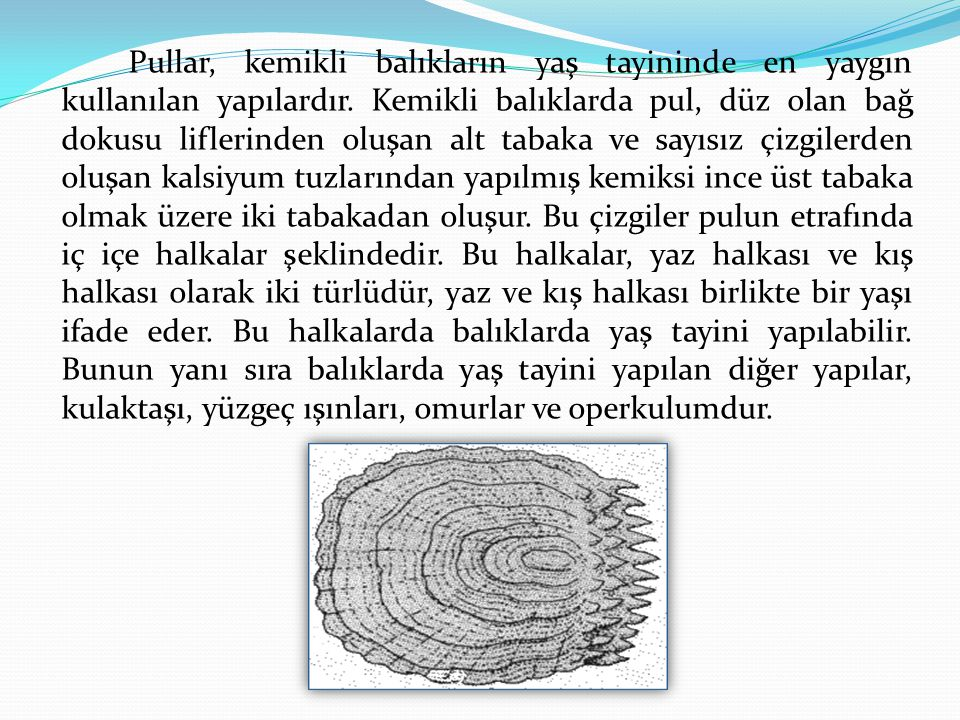 Pullar, kemikli balıkların yaş tayininde en yaygın
kullanılan yapılardır. Kemikli balıklarda pul, düz olan bağ
dokusu liflerinden oluşan alt tabaka ve sayısız çizgilerden
oluşan kalsiyum tuzlarından yapılmış kemiksi ince üst tabaka
olmak üzere iki tabakadan oluşur. Bu çizgiler pulun etrafında
iç içe halkalar şeklindedir. Bu halkalar, yaz halkası ve kış
halkası olarak iki türlüdür, yaz ve kış halkası birlikte bir yaşı
ifade eder. Bu halkalarda balıklarda yaş tayini yapılabilir.
Bunun yanı sıra balıklarda yaş tayini yapılan diğer yapılar,
kulaktaşı, yüzgeç ışınları, omurlar ve operkulumdur.